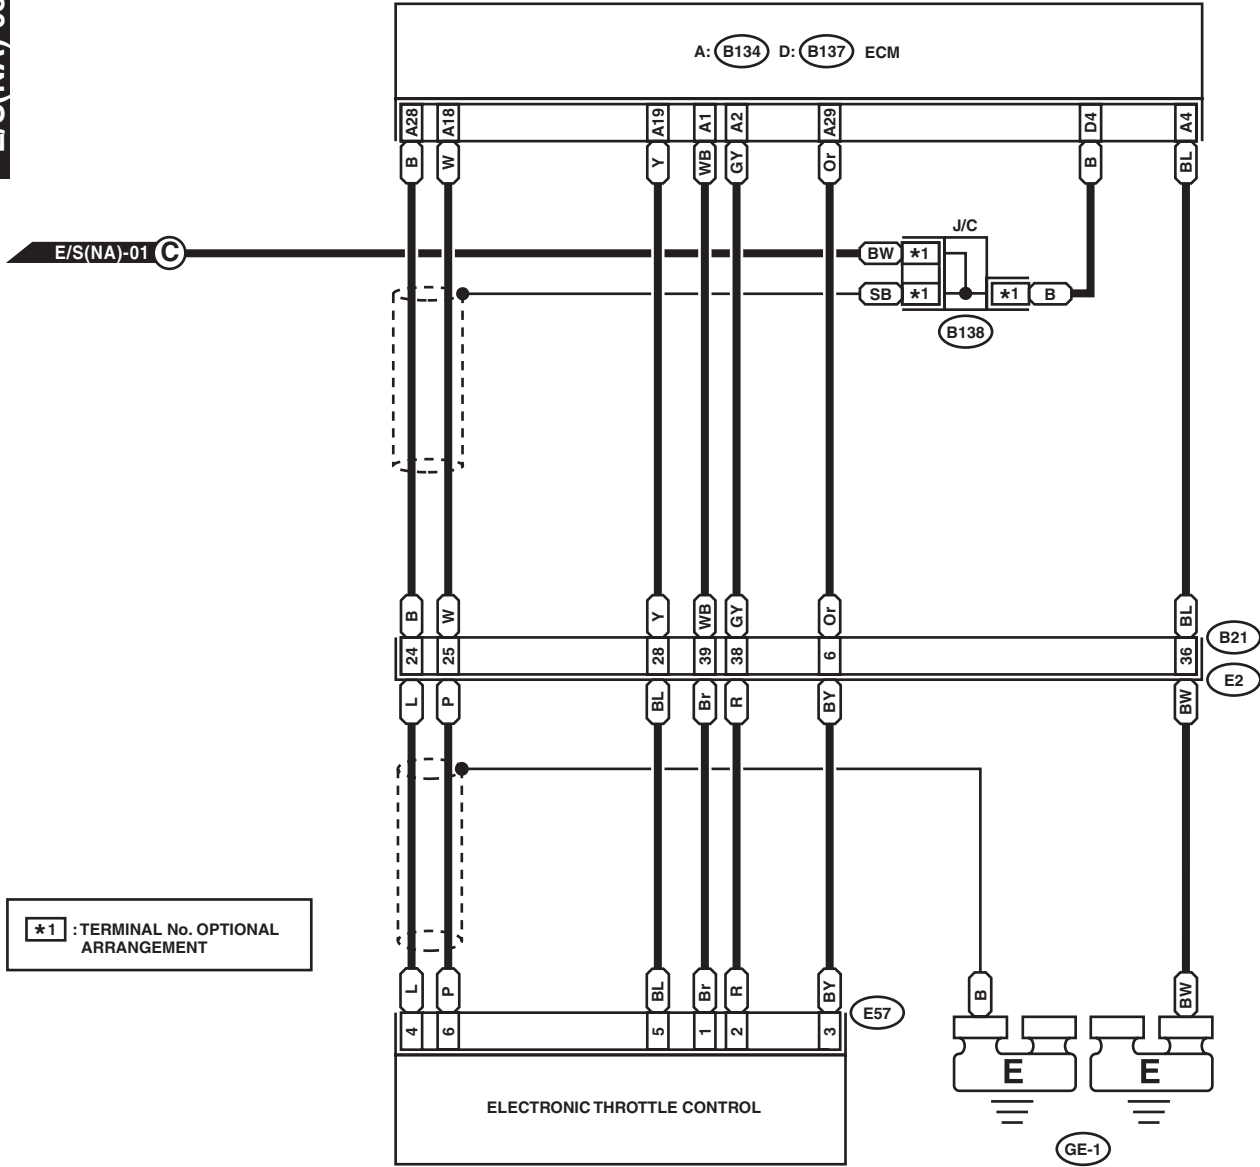 A: B134 D: B137 ECM
A28 A18 A19 A1 A2 A29 D4 A4
B W Y WB GY Or B BL
J/C
E/S(NA)-01 C BW *1
SB *1 *1 B
B138
B W Y WB GY Or BL
24 25 28 39 38 6 36 B21
E2
L P BL Br R BY BW
*1 : TERMINAL No. OPTIONAL
ARRANGEMENT
L P BL Br R BY B BW
4 6 5 1 2 3 E57
E E
ELECTRONIC THROTTLE CONTROL
GE-1